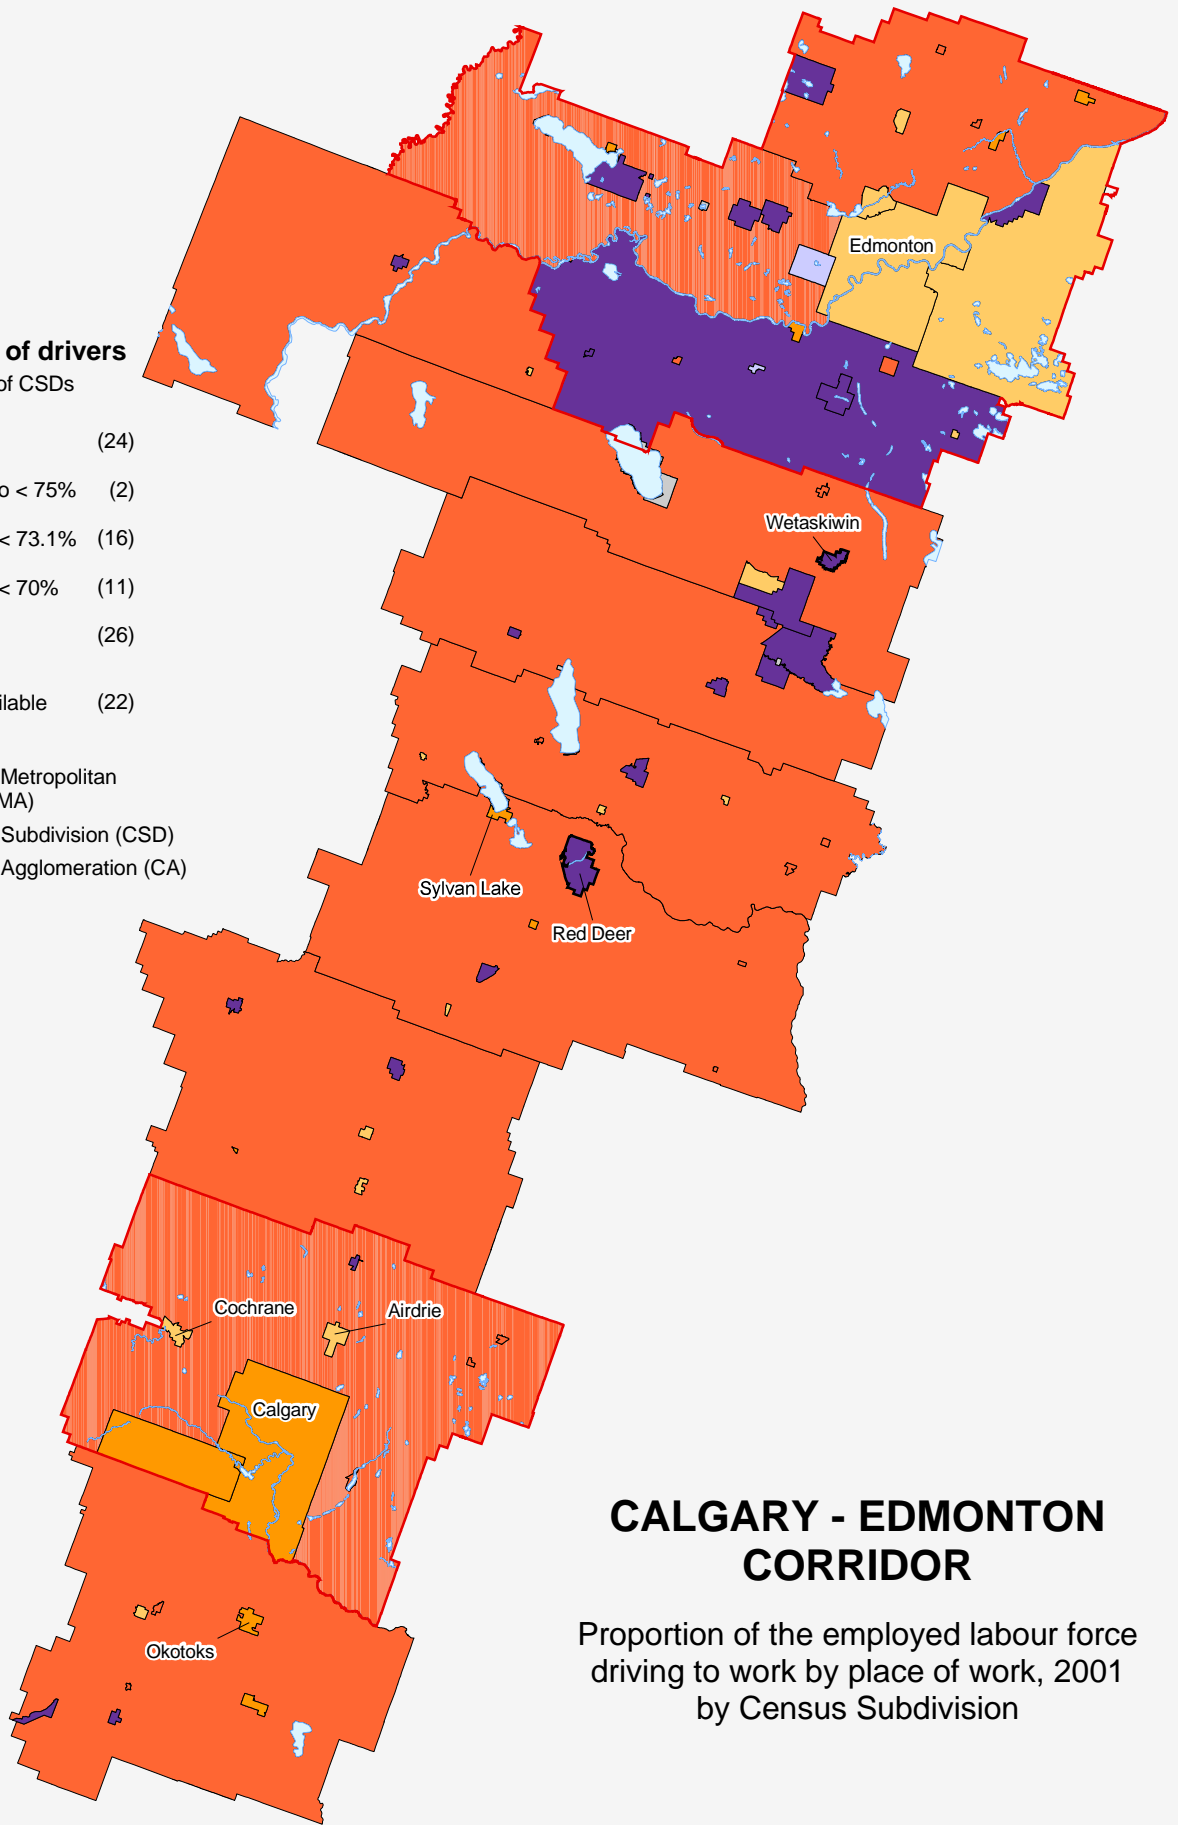 of drivers
of CSDs
(24)
o < 75% (2)
< 73.1% (16)
< 70% (11)
(26)
ilable (22)
Metropolitan
MA)
Subdivision (CSD)
Agglomeration (CA)
Edmonton
Wetaskiwin
Sylvan Lake
Red Deer
Cochrane
Airdrie
Calgary
Okotoks
CALGARY - EDMONTON
CORRIDOR
Proportion of the employed labour force
driving to work by place of work, 2001
by Census Subdivision